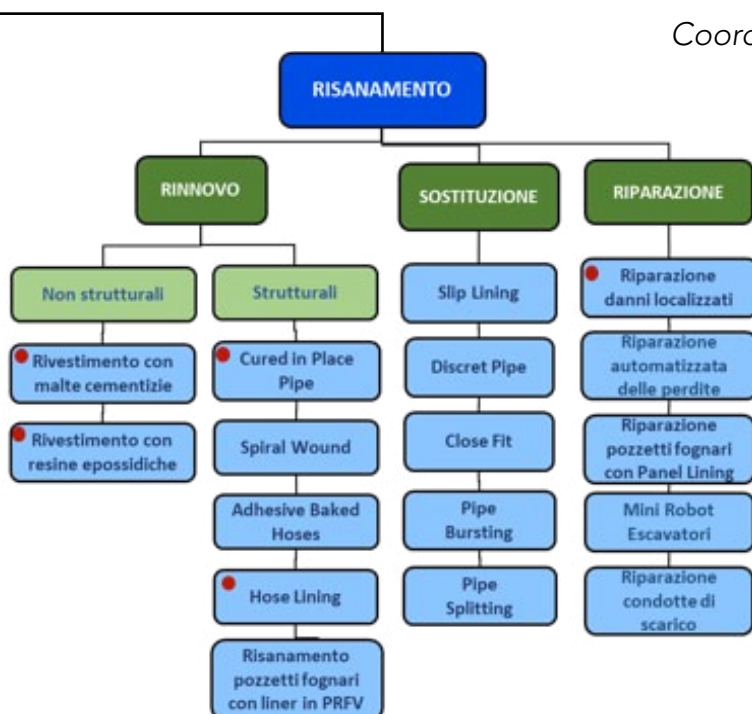 Coord
RISANAMENTO
RINNOVO
SOSTITUZIONE
RIPARAZIONE
Non strutturali
Rivestimento con
malte cementizie
Rivestimento con
resine epossidiche
Strutturali
Cured in Place
Pipe
Spiral Wound
Adhesive Baked
Hoses
Hose Lining
Risanamento
pozzetti fognari
con liner in PRFV
Slip Lining
Discret Pipe
Close Fit
Pipe
Bursting
Pipe
Splitting
Riparazione
danni localizzati
Riparazione
automatizzata
delle perdite
Riparazione
pozzetti fognari
con Panel Lining
Mini Robot
Escavatori
Riparazione
condotte di
scarico